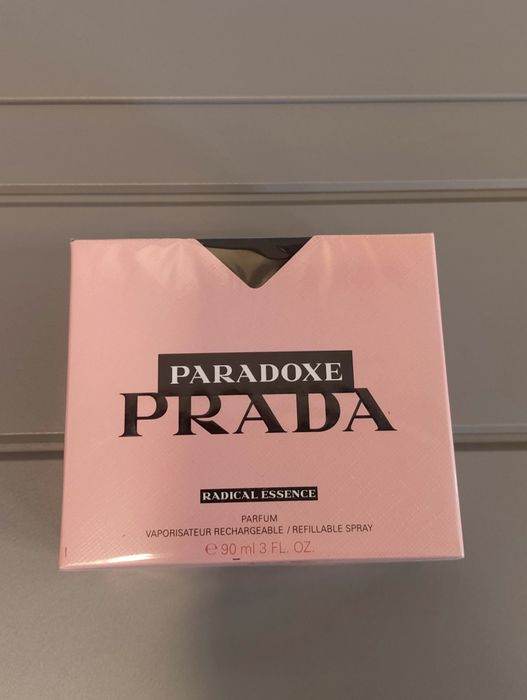 PARADOXE
PRADA
RADICAL ESSENCE
PARFUM
VAPORISATEUR RECHARGEABLE / REFILLABLE SPRAY
℮ 90 ml 3 FL. OZ.